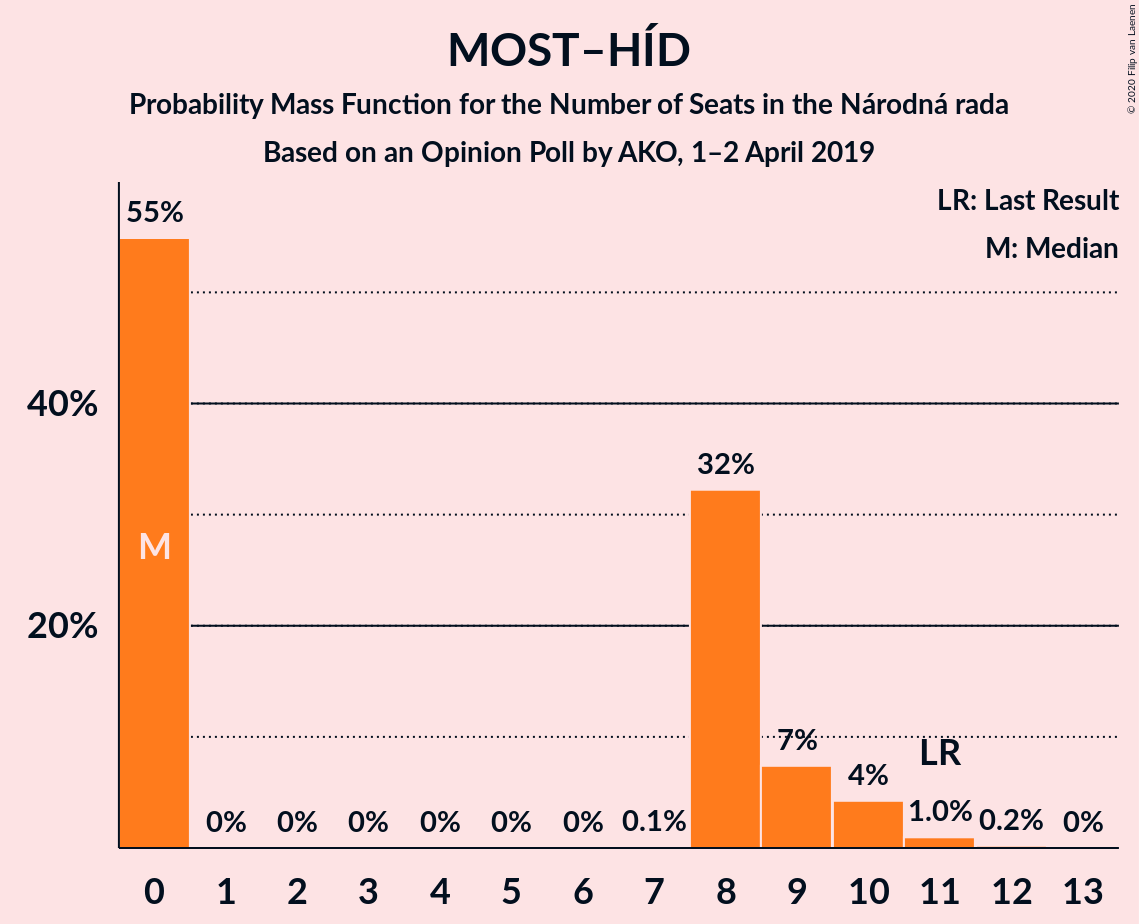 MOST–HÍD
Probability Mass Function for the Number of Seats in the Národná rada
Based on an Opinion Poll by AKO, 1–2 April 2019
© 2020 Filip van Laenen
LR: Last Result
M: Median
55%
40%
32%
M
20%
7%
LR
4%
0% 0% 0% 0% 0% 0% 0.1% 1.0% 0.2% 0%
0 1 2 3 4 5 6 7 8 9 10 11 12 13